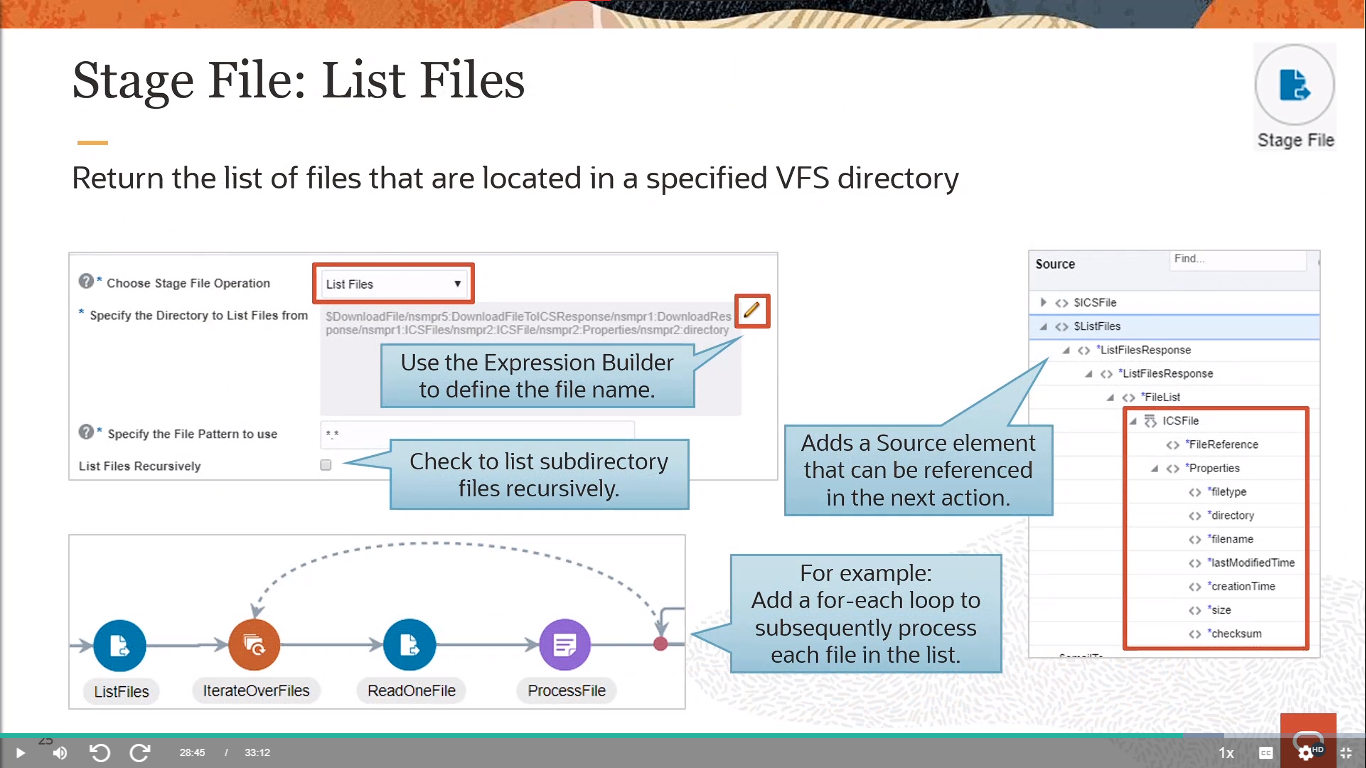 Stage File: List Files
Stage File
Return the list of files that are located in a specified VFS directory
* Choose Stage File Operation
List Files
* Specify the Directory to List Files from
$DownloadFile/nsmpr5:DownloadFileToICSResponse/nsmpr1:DownloadRes
ponse/nsmpr1:ICSFiles/nsmpr2:ICSFile/nsmpr2:Properties/nsmpr2:directory
Use the Expression Builder
to define the file name.
* Specify the File Pattern to use
*.*
List Files Recursively
Check to list subdirectory
files recursively.
Source
Find...
<> $ICSFile
<> $ListFiles
<> *ListFilesResponse
<> *ListFilesResponse
<> *FileList
ICSFile
<> *FileReference
<> *Properties
<> *filetype
<> *directory
<> *filename
<> *lastModifiedTime
<> *creationTime
<> *size
<> *checksum
Adds a Source element
that can be referenced
in the next action.
ListFiles
IterateOverFiles
ReadOneFile
ProcessFile
For example:
Add a for-each loop to
subsequently process
each file in the list.
25
28:45 / 33:12
1x
CC
HD